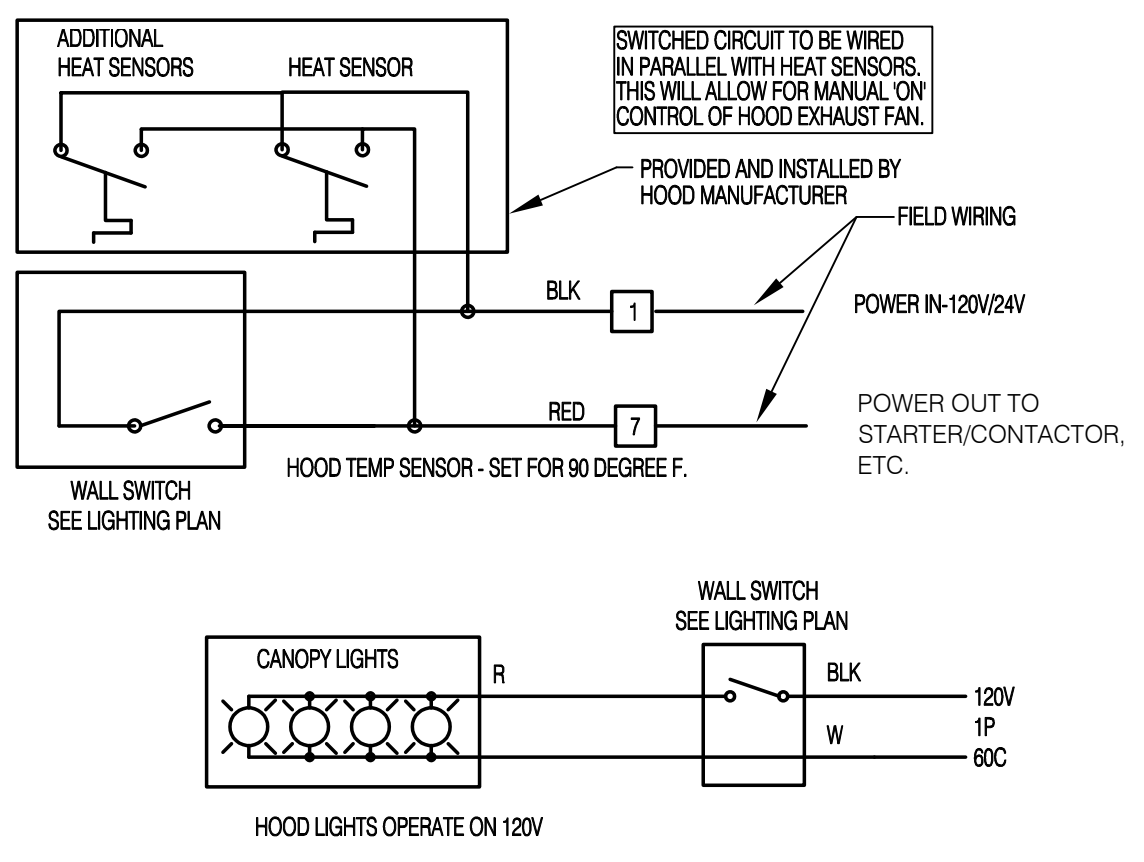 ADDITIONAL
HEAT SENSORS
HEAT SENSOR
SWITCHED CIRCUIT TO BE WIRED
IN PARALLEL WITH HEAT SENSORS.
THIS WILL ALLOW FOR MANUAL 'ON'
CONTROL OF HOOD EXHAUST FAN.
PROVIDED AND INSTALLED BY
HOOD MANUFACTURER
FIELD WIRING
BLK
1
POWER IN-120V/24V
RED
7
POWER OUT TO
STARTER/CONTACTOR,
ETC.
HOOD TEMP SENSOR - SET FOR 90 DEGREE F.
WALL SWITCH
SEE LIGHTING PLAN
WALL SWITCH
SEE LIGHTING PLAN
CANOPY LIGHTS
R
BLK
120V
1P
W
60C
HOOD LIGHTS OPERATE ON 120V